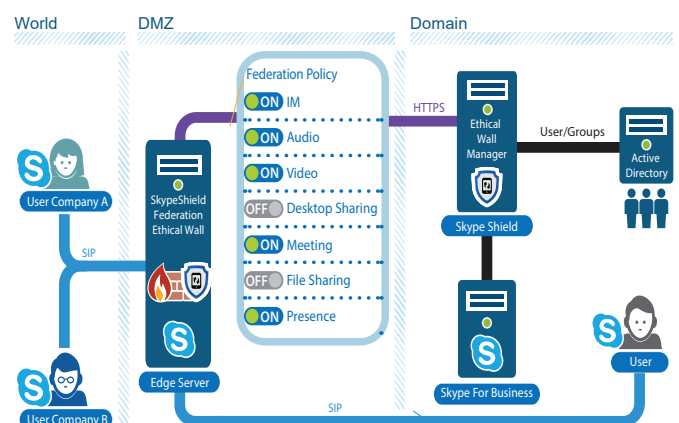 World
DMZ
Domain
Federation Policy
ON IM
ON Audio
ON Video
OFF Desktop Sharing
ON Meeting
OFF File Sharing
ON Presence
HTTPS
Ethical
Wall
Manager
Skype Shield
User/Groups
Active
Directory
User Company A
SIP
SkypeShield
Federation
Ethical Wall
Edge Server
Skype For Business
User
User Company B
SIP